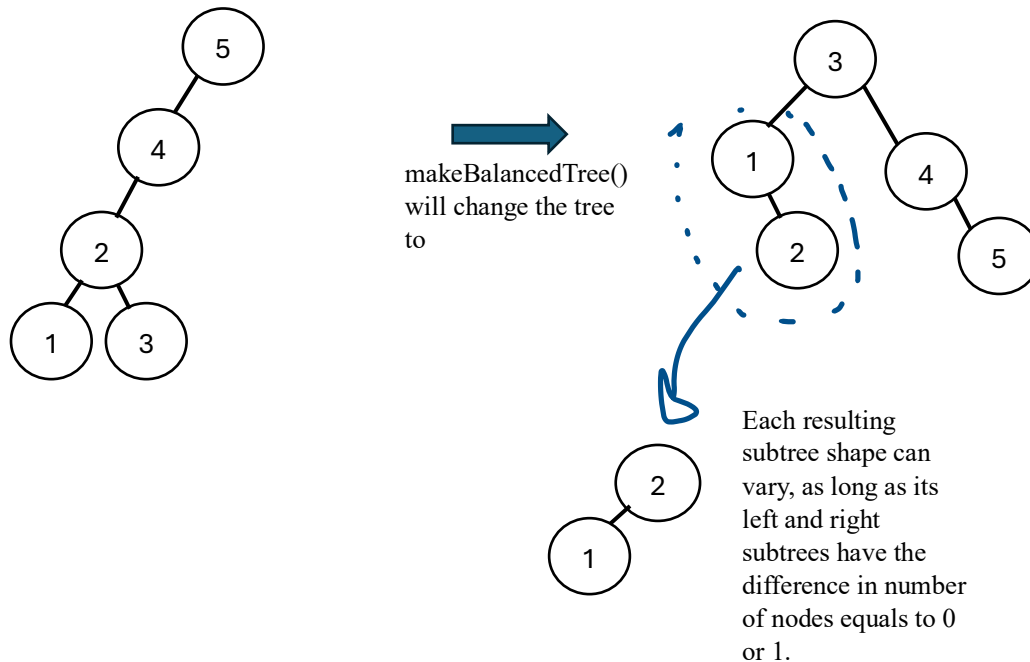 5
4
2
1
3
makeBalancedTree()
will change the tree
to
3
1
4
2
5
2
1
Each resulting
subtree shape can
vary, as long as its
left and right
subtrees have the
difference in number
of nodes equals to 0
or 1.